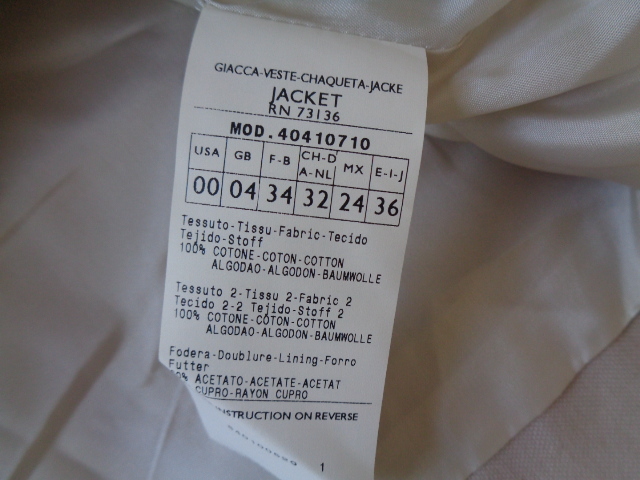 GIACCA-VESTE-CHAQUETA-JACKE
JACKET
RN 73136
MOD.40410710
USA GB F-B CH-D A-NL MX E-I-J
00 04 34 32 24 36
Tessuto-Tissu-Fabric-Tecido
Tejido-Stoff
100% COTONE-COTON-COTTON
ALGODAO-ALGODON-BAUMWOLLE
Tessuto 2-Tissu 2-Fabric 2
Tecido 2-2 Tejido-Stoff 2
100% COTONE-COTON-COTTON
ALGODAO-ALGODON-BAUMWOLLE
Fodera-Doublure-Lining-Forro
Futter
% ACETATO-ACETATE-ACETAT
CUPRO-RAYON CUPRO
INSTRUCTION ON REVERSE
1